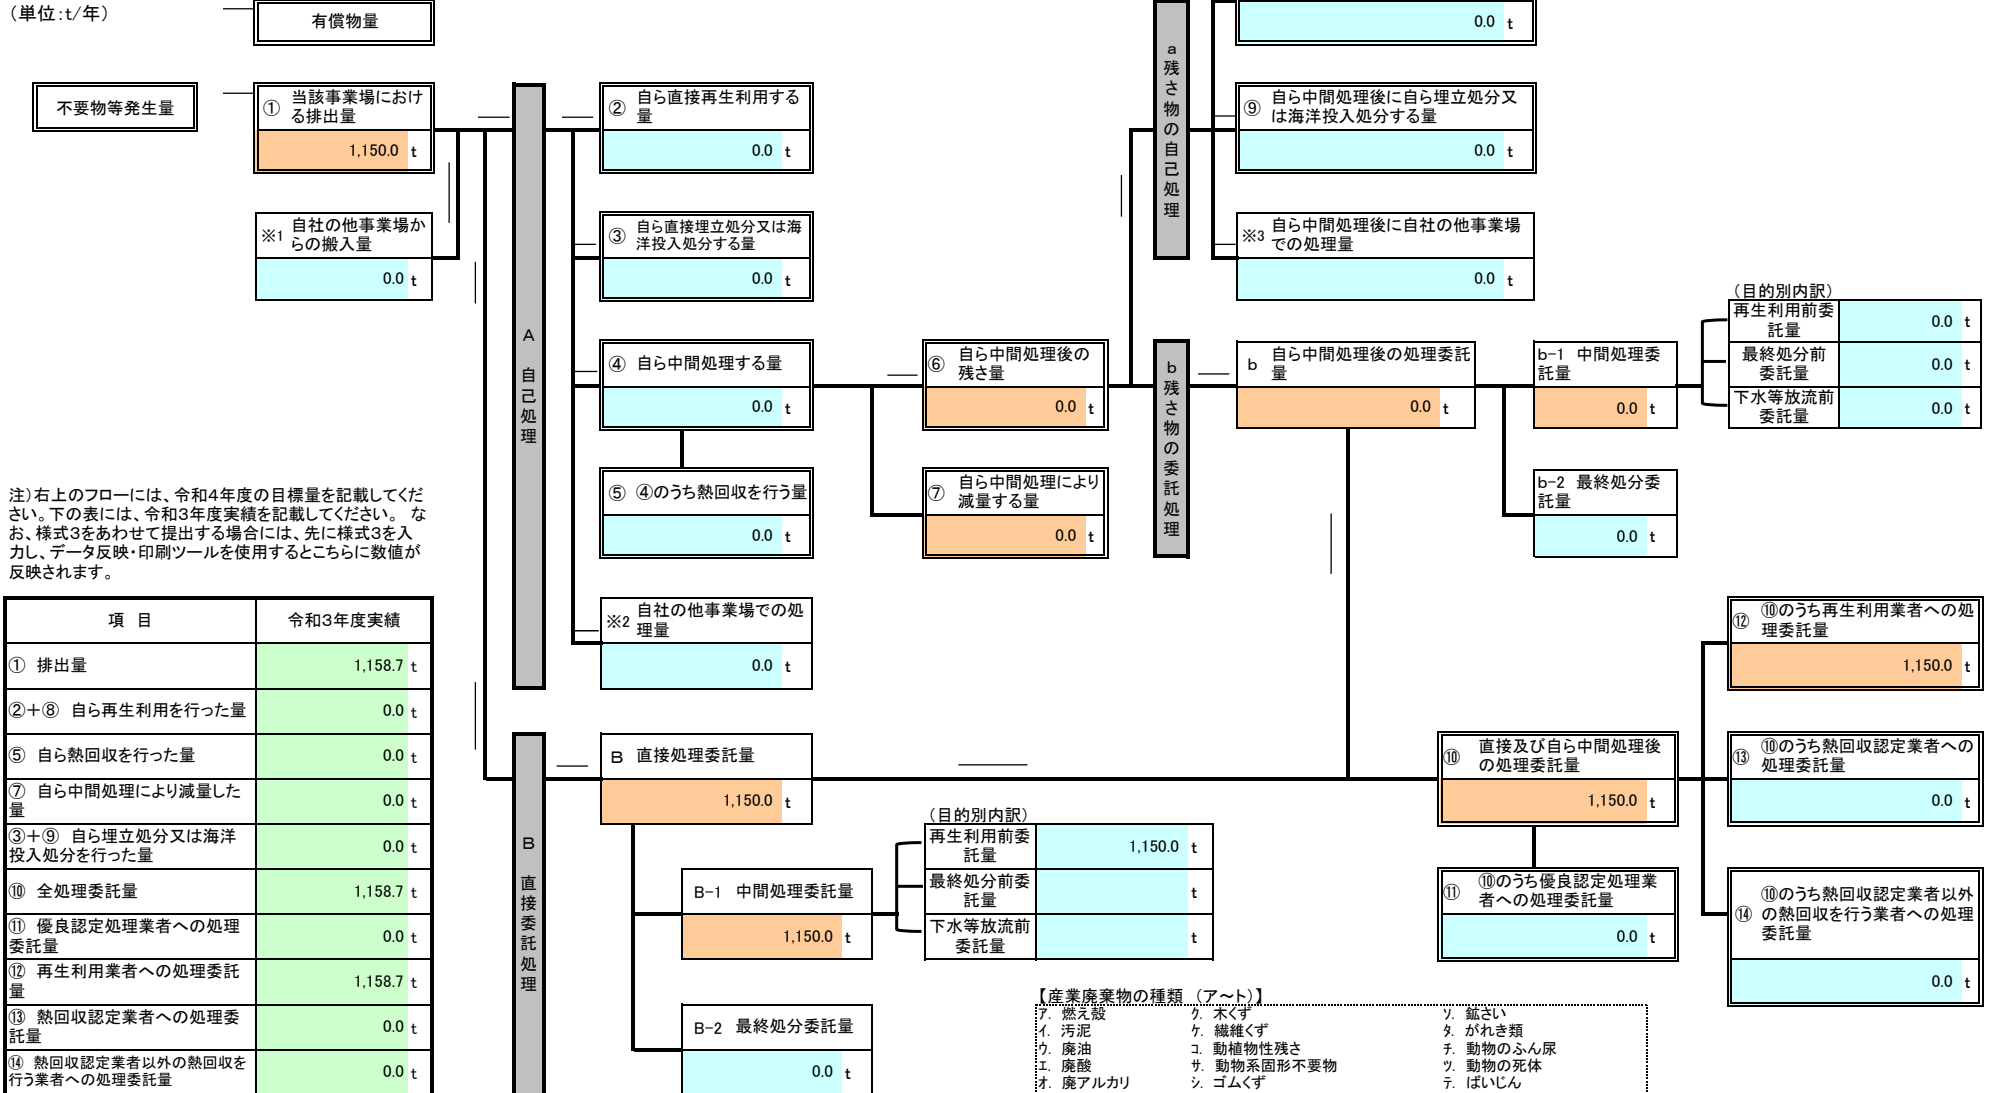 （単位：t/年）
有償物量
不要物等発生量
① 当該事業場におけ
る排出量
1,150.0 t
※1 自社の他事業場か
らの搬入量
0.0 t
A 自己処理
② 自ら直接再生利用する
量
0.0 t
③ 自ら直接埋立処分又は海
洋投入処分する量
0.0 t
④ 自ら中間処理する量
0.0 t
⑤ ④のうち熱回収を行う量
0.0 t
※2 自社の他事業場での処
理量
0.0 t
⑥ 自ら中間処理後の
残さ量
0.0 t
⑦ 自ら中間処理により
減量する量
0.0 t
a 残さ物の自己処理
0.0 t
⑨ 自ら中間処理後に自ら埋立処分又
は海洋投入処分する量
0.0 t
※3 自ら中間処理後に自社の他事業場
での処理量
0.0 t
b 残さ物の委託処理
b 自ら中間処理後の処理委託
量
0.0 t
b-1 中間処理委
託量
0.0 t
b-2 最終処分委
託量
0.0 t
（目的別内訳）
再生利用前委
託量
0.0 t
最終処分前
委託量
0.0 t
下水等放流前
委託量
0.0 t
注）右上のフローには、令和4年度の目標量を記載してくだ
さい。下の表には、令和3年度実績を記載してください。 な
お、様式3をあわせて提出する場合には、先に様式3を入
力し、データ反映・印刷ツールを使用するとこちらに数値が
反映されます。
項 目 令和3年度実績
① 排出量 1,158.7 t
②＋⑧ 自ら再生利用を行った量 0.0 t
⑤ 自ら熱回収を行った量 0.0 t
⑦ 自ら中間処理により減量した
量 0.0 t
③＋⑨ 自ら埋立処分又は海洋
投入処分を行った量 0.0 t
⑩ 全処理委託量 1,158.7 t
⑪ 優良認定処理業者への処理
委託量 0.0 t
⑫ 再生利用業者への処理委託
量 1,158.7 t
⑬ 熱回収認定業者への処理委
託量 0.0 t
⑭ 熱回収認定業者以外の熱回収を
行う業者への処理委託量 0.0 t
B 直接委託処理
B 直接処理委託量
1,150.0 t
B-1 中間処理委託量
1,150.0 t
B-2 最終処分委託量
0.0 t
（目的別内訳）
再生利用前委
託量
1,150.0 t
最終処分前委
託量
t
下水等放流前
委託量
t
⑩ 直接及び自ら中間処理後
の処理委託量
1,150.0 t
⑪ ⑩のうち優良認定処理業
者への処理委託量
0.0 t
⑫ ⑩のうち再生利用業者への処
理委託量
1,150.0 t
⑬ ⑩のうち熱回収認定業者への
処理委託量
0.0 t
⑭ ⑩のうち熱回収認定業者以外
の熱回収を行う業者への処理
委託量
0.0 t
【産業廃棄物の種類 （ア～ト）】
ア. 燃え殻 ク. 木くず ソ. 鉱さい
イ. 汚泥 ケ. 繊維くず タ. がれき類
ウ. 廃油 コ. 動植物性残さ チ. 動物のふん尿
エ. 廃酸 サ. 動物系固形不要物 ツ. 動物の死体
オ. 廃アルカリ シ. ゴムくず テ. ばいじん